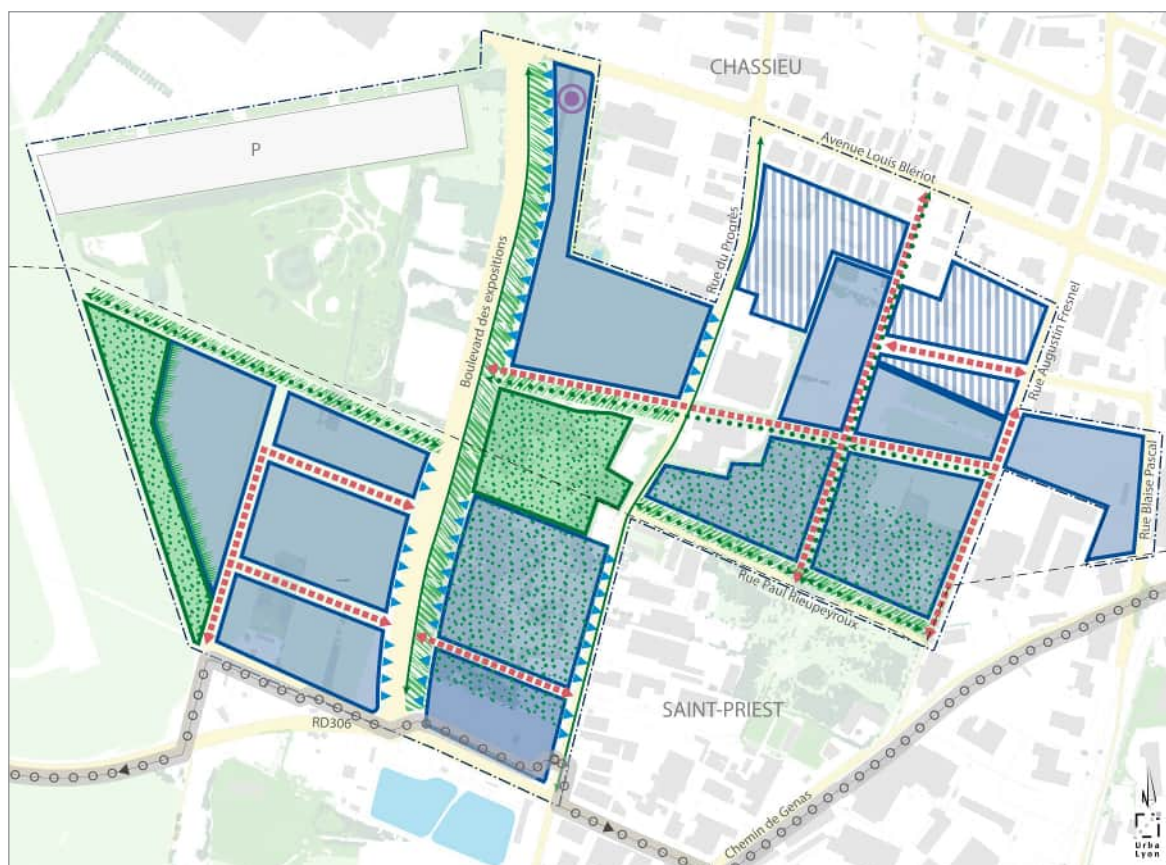 CHASSIEU
P
Avenue Louis Blériot
Boulevard des expositions
Rue du Progrès
Rue Augustin Fresnel
Rue Blaise Pascal
Rue Paul Rieupeyroux
SAINT-PRIEST
RD306
Chemin de Genas
Urba
Lyon